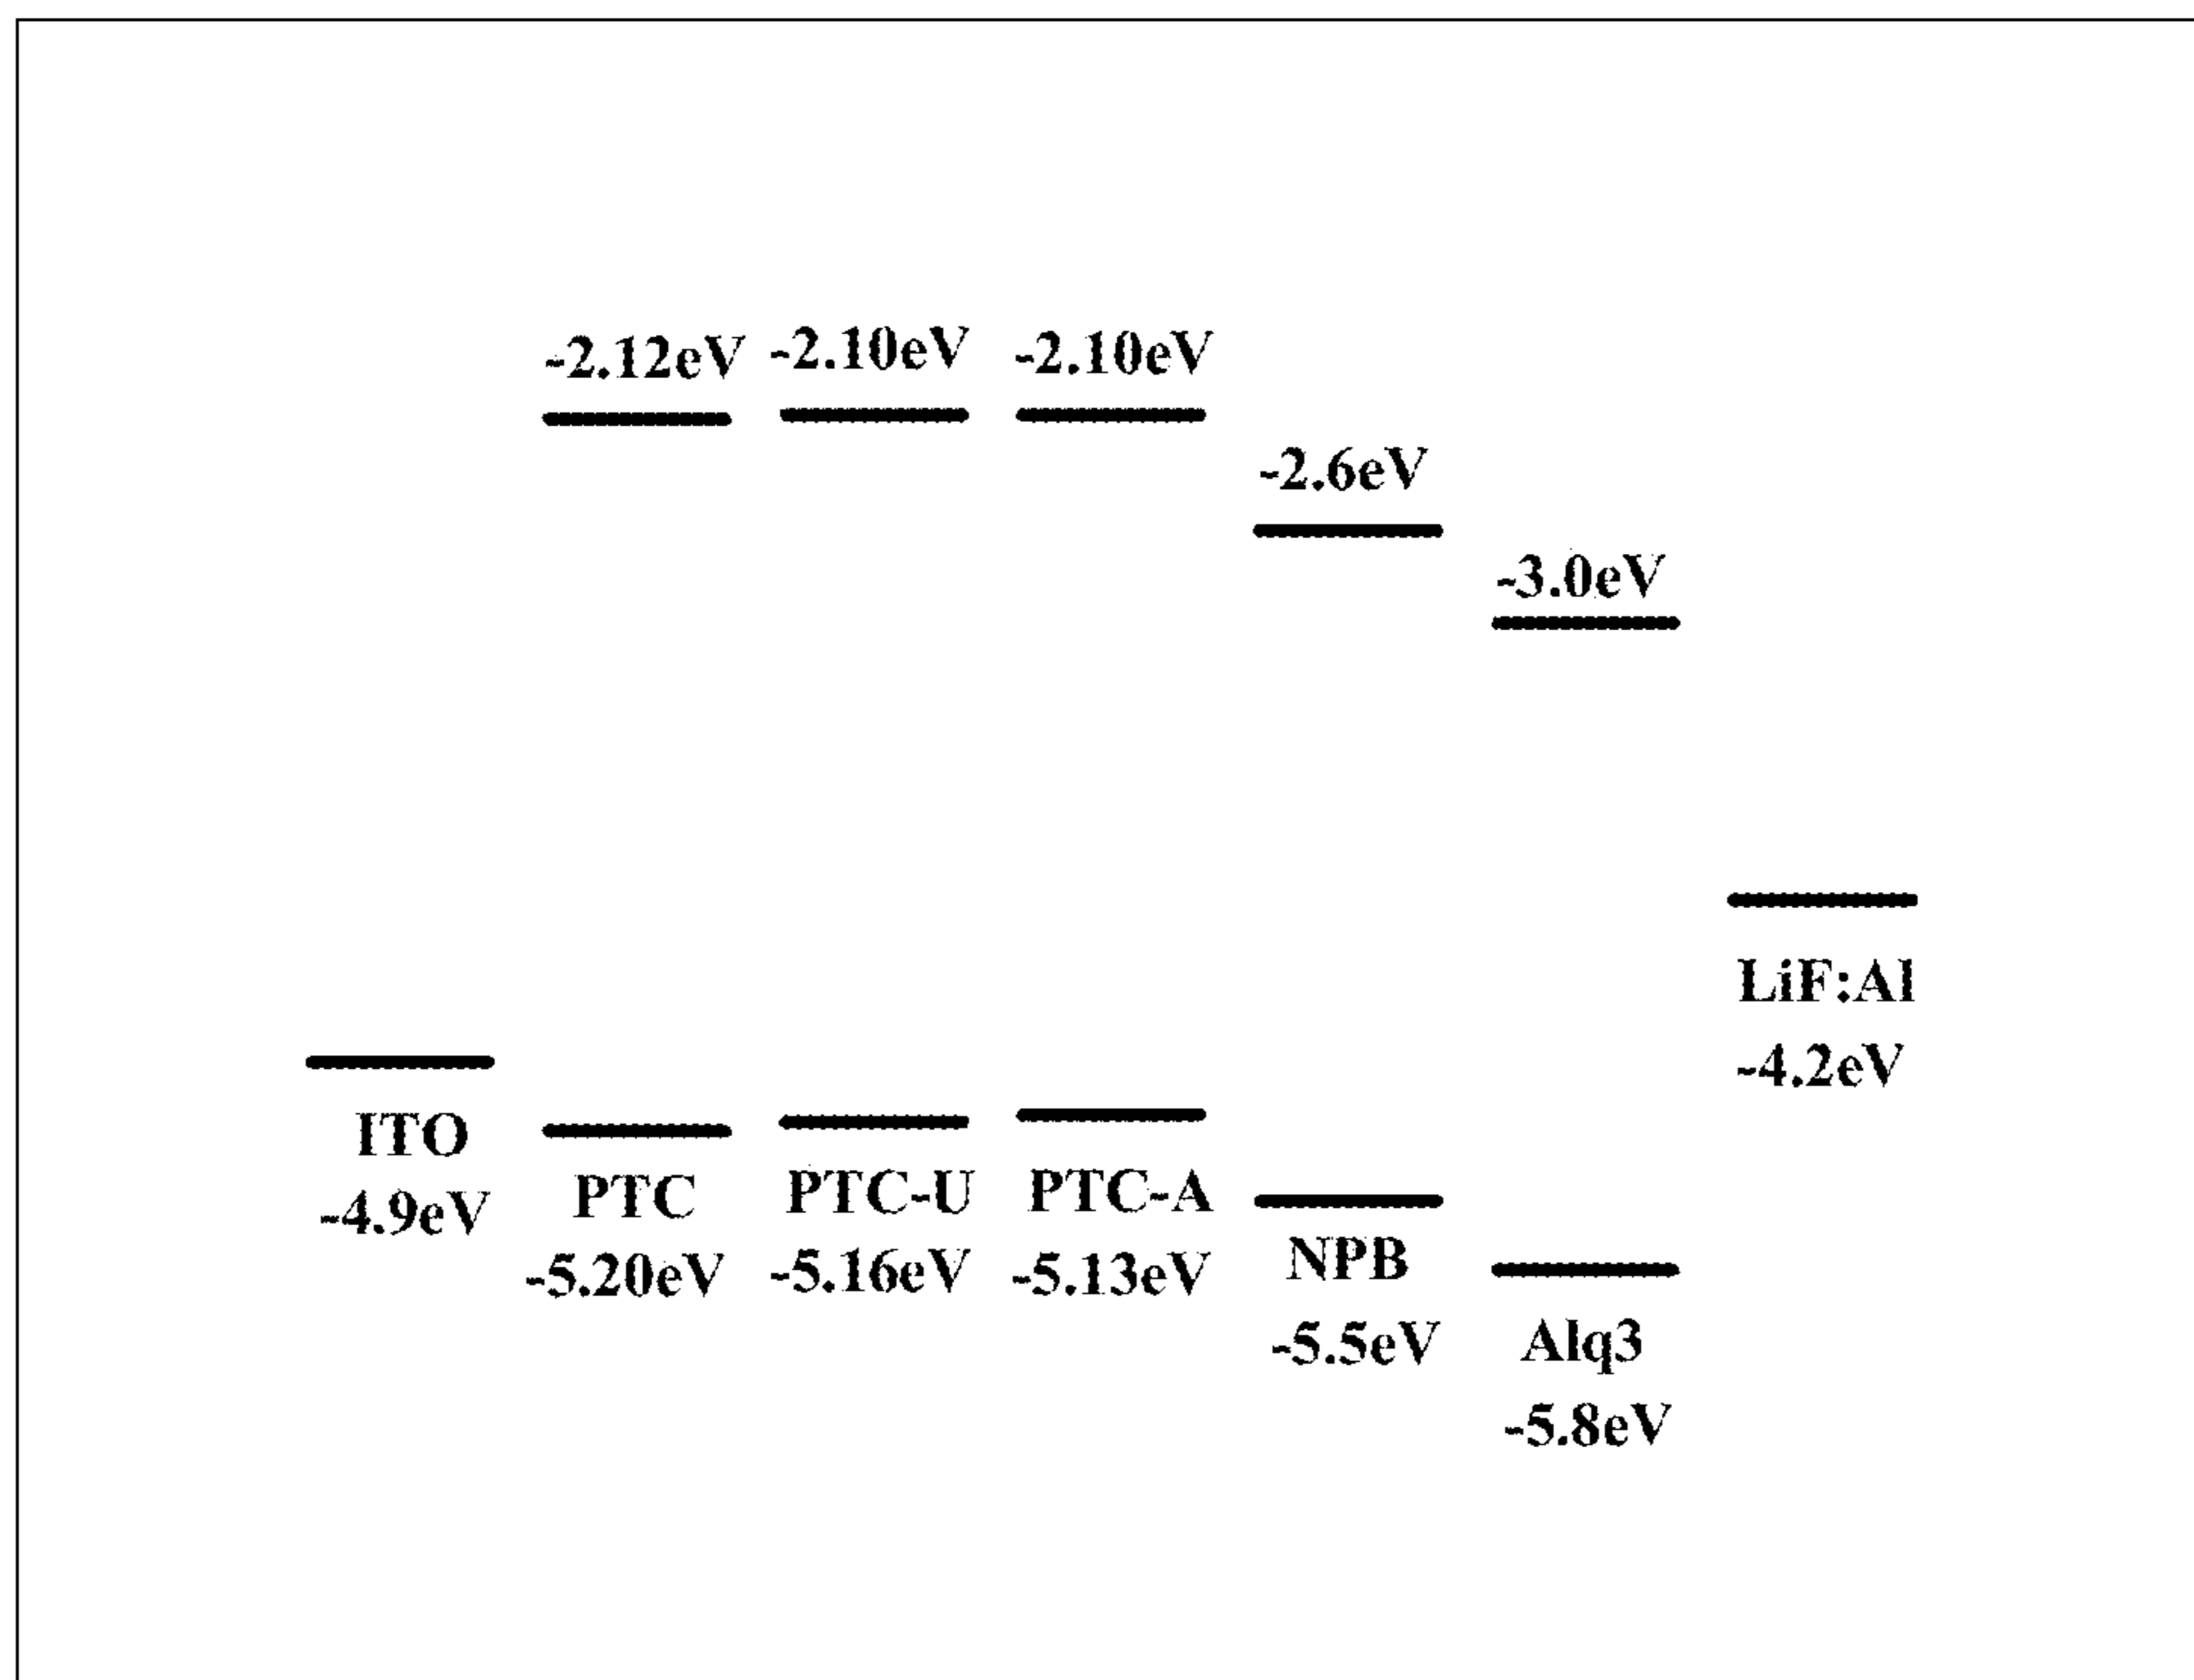 -2.12eV
-2.10eV
-2.10eV
-2.6eV
-3.0eV
LiF:Al
-4.2eV
ITO
-4.9eV
PTC
-5.20eV
PTC-U
-5.16eV
PTC-A
-5.13eV
NPB
-5.5eV
Alq3
-5.8eV